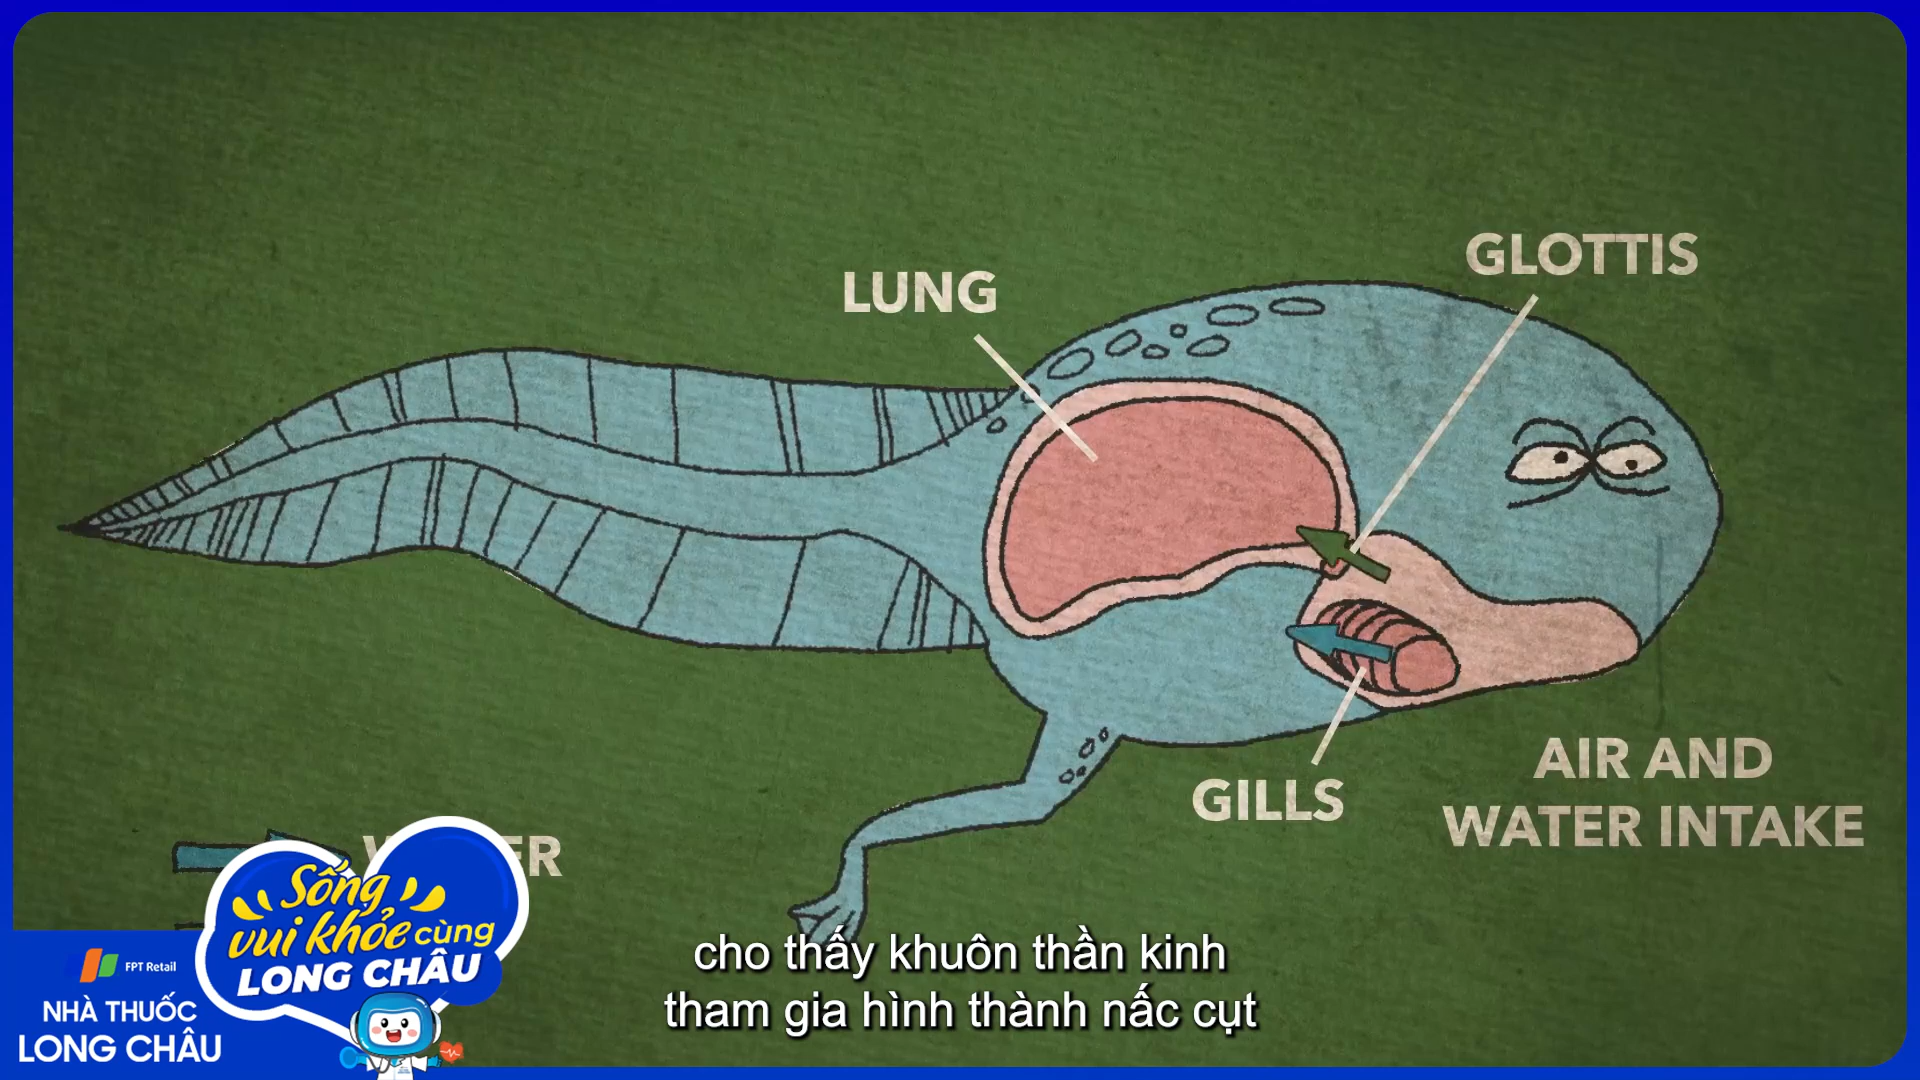 GLOTTIS
LUNG
GILLS
AIR AND
WATER INTAKE
Sống
vui khỏe cùng
LONG CHÂU
FPT Retail
NHÀ THUỐC
LONG CHÂU
cho thấy khuôn thần kinh
tham gia hình thành nấc cụt